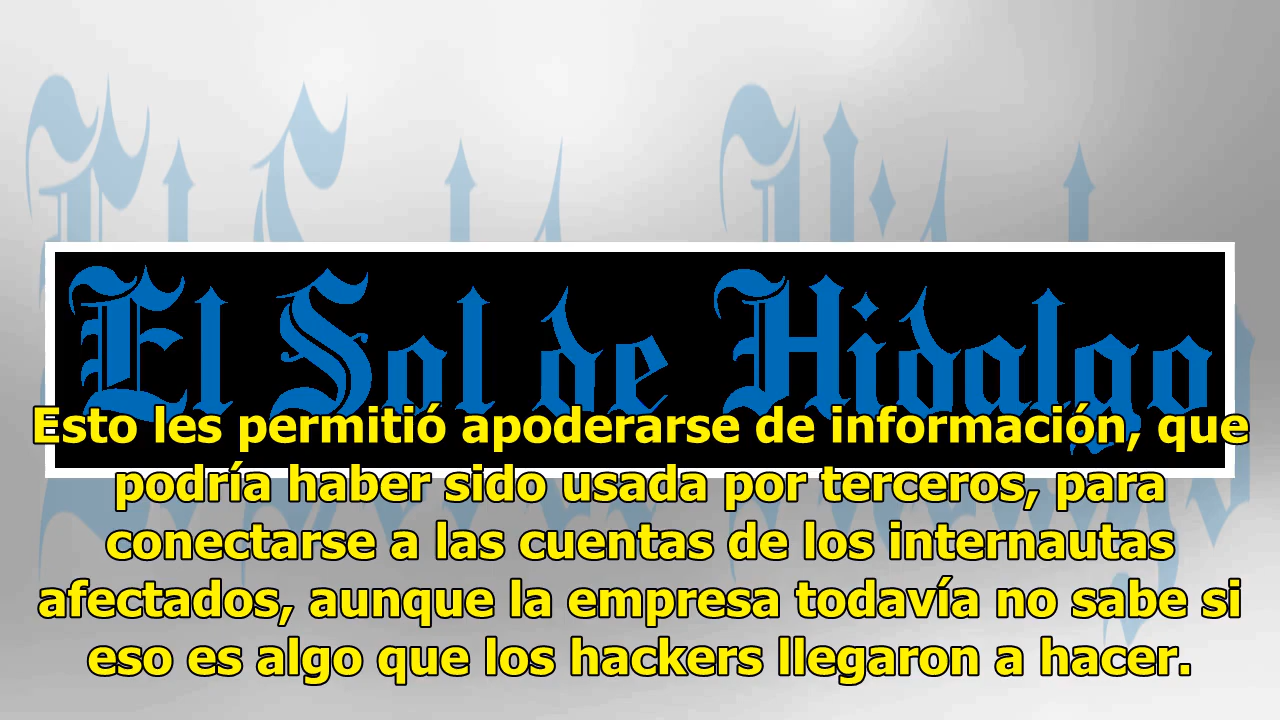 El Sol de Hidalgo
Esto les permitió apoderarse de información, que
podría haber sido usada por terceros, para
conectarse a las cuentas de los internautas
afectados, aunque la empresa todavía no sabe si
eso es algo que los hackers llegaron a hacer.